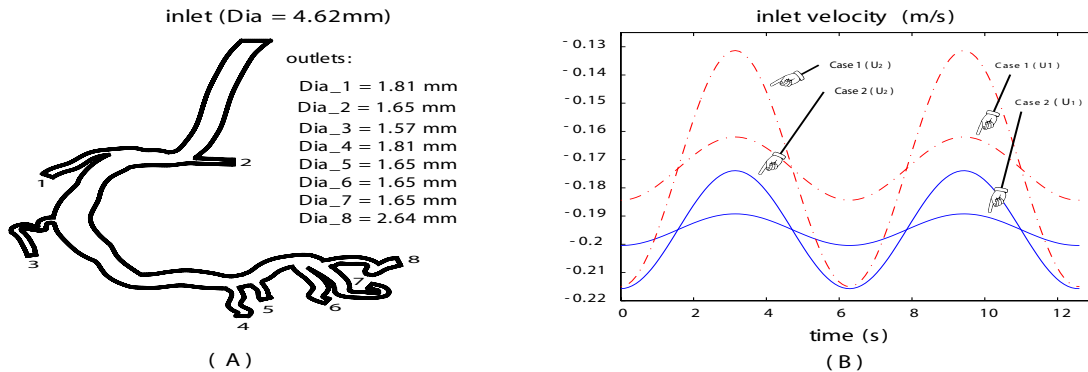 inlet (Dia = 4.62mm)
outlets:
Dia_1 = 1.81 mm
Dia_2 = 1.65 mm
Dia_3 = 1.57 mm
Dia_4 = 1.81 mm
Dia_5 = 1.65 mm
Dia_6 = 1.65 mm
Dia_7 = 1.65 mm
Dia_8 = 2.64 mm
1
2
3
4
5
6
7
8
( A )
inlet velocity (m/s)
-0.13
-0.14
-0.15
-0.16
-0.17
-0.18
-0.19
-0.2
-0.21
-0.22
Case 1 ( U2 )
Case 2 ( U2 )
Case 1 ( U1 )
Case 2 ( U1 )
0 2 4 6 8 10 12
time (s)
( B )